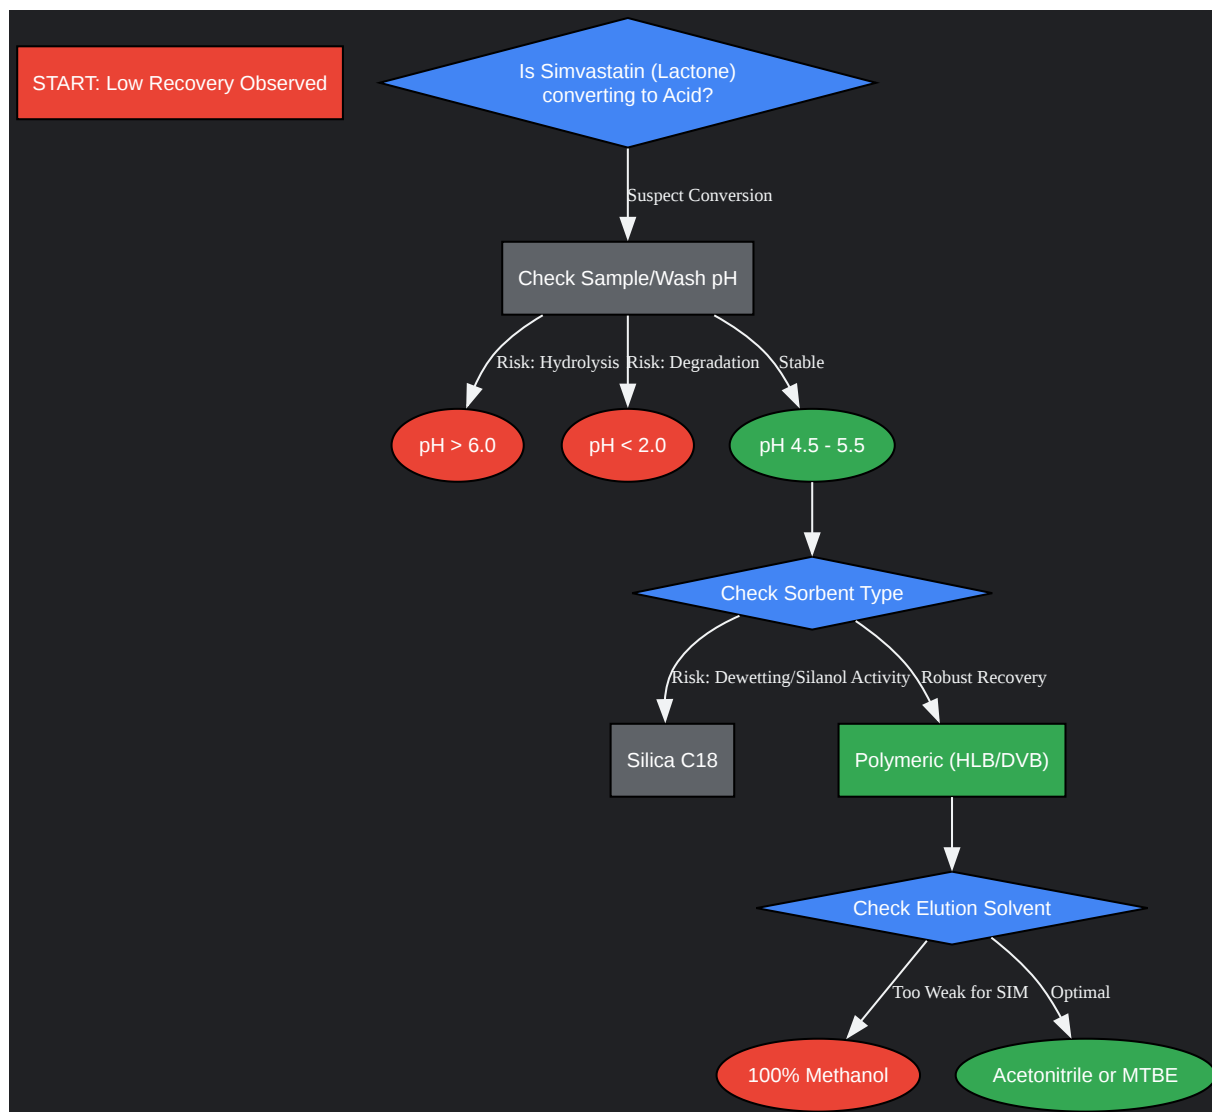 START: Low Recovery Observed
Is Simvastatin (Lactone)
converting to Acid?
Suspect Conversion
Check Sample/Wash pH
Risk: Hydrolysis
Risk: Degradation
Stable
pH > 6.0
pH < 2.0
pH 4.5 - 5.5
Check Sorbent Type
Risk: Dewetting/Silanol Activity
Robust Recovery
Silica C18
Polymeric (HLB/DVB)
Check Elution Solvent
Too Weak for SIM
Optimal
100% Methanol
Acetonitrile or MTBE